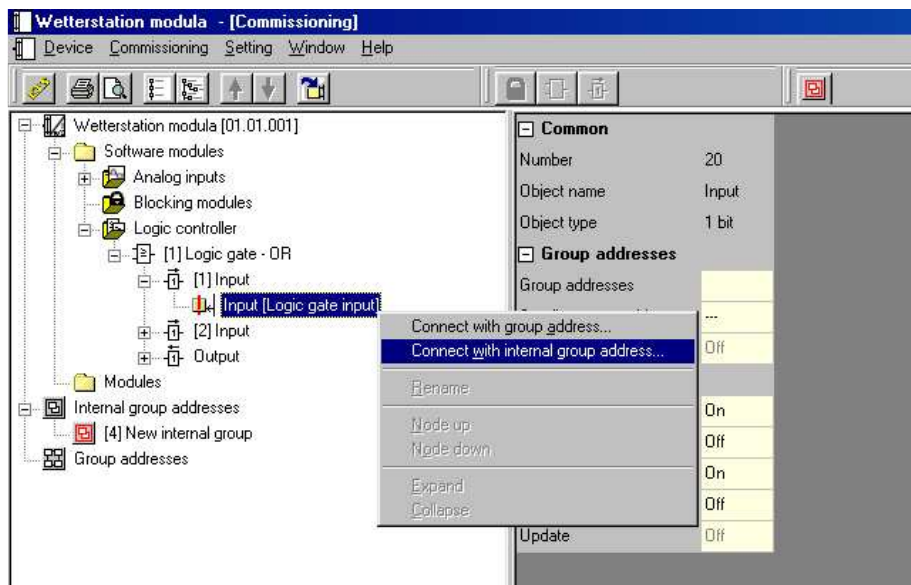 Wetterstation modula - [Commissioning]
Device Commissioning Setting Window Help
Wetterstation modula [01.01.001]
Software modules
Analog inputs
Blocking modules
Logic controller
[1] Logic gate - OR
[1] Input
Input [Logic gate input]
[2] Input
Output
Modules
Internal group addresses
[4] New internal group
Group addresses
Common
Number 20
Object name Input
Object type 1 bit
Group addresses
Group addresses
---
Off
On
Off
On
Off
Update Off
Connect with group address...
Connect with internal group address...
Rename
Node up
Node down
Expand
Collapse